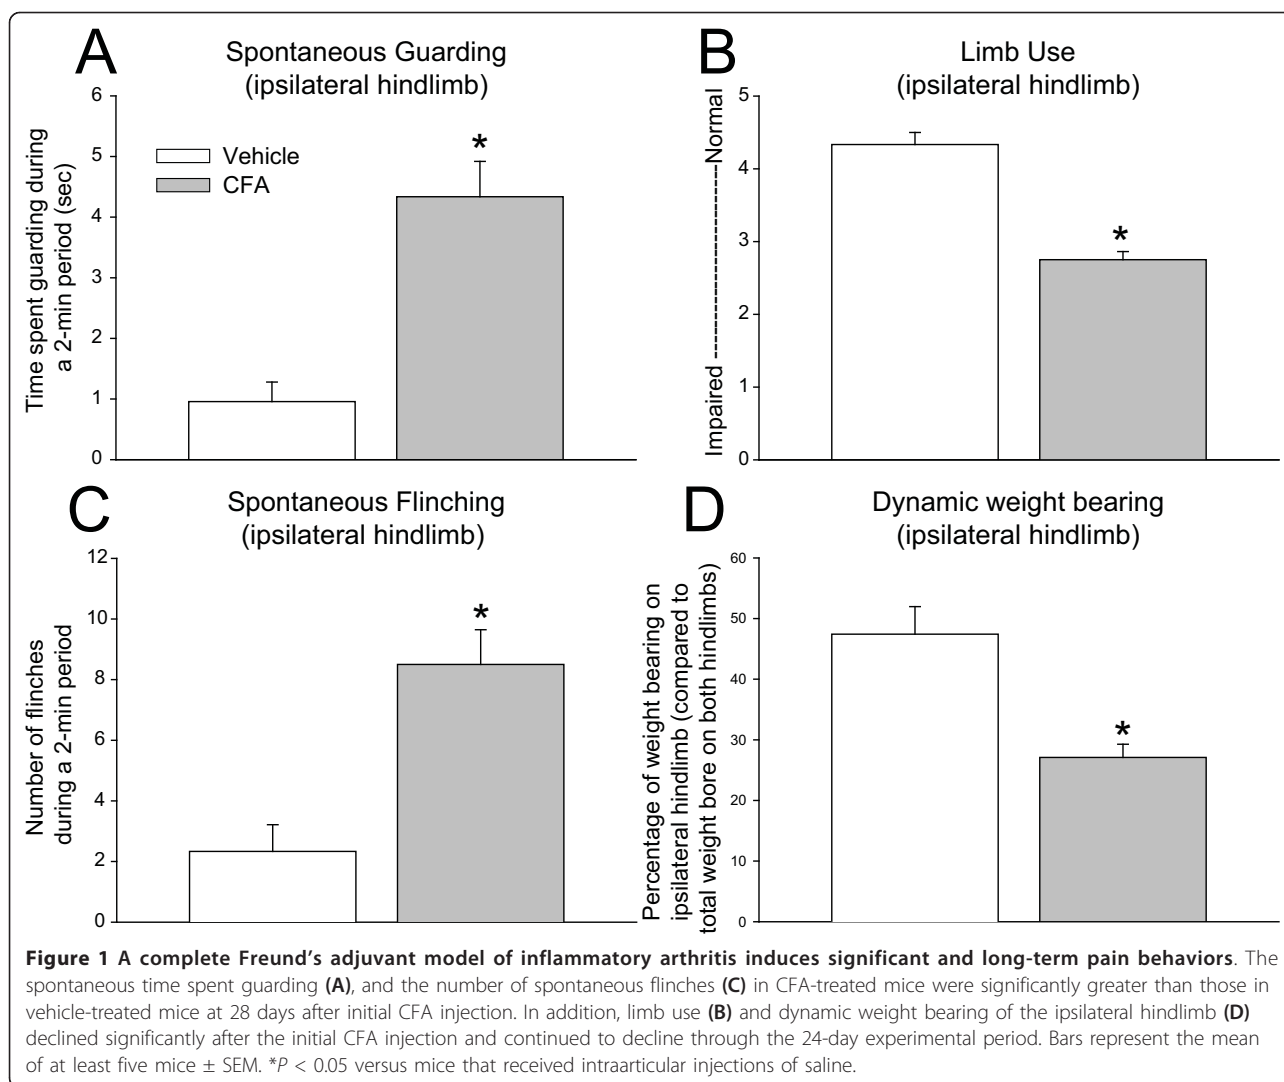 A
Spontaneous Guarding
(ipsilateral hindlimb)
Time spent guarding during
a 2-min period (sec)
6
5
4
3
2
1
0
Vehicle
CFA
*
B
Limb Use
(ipsilateral hindlimb)
Impaired ---------------Normal
5
4
3
2
1
0
*
C
Spontaneous Flinching
(ipsilateral hindlimb)
Number of flinches
during a 2-min period
12
10
8
6
4
2
0
*
D
Dynamic weight bearing
(ipsilateral hindlimb)
Percentage of weight bearing on
ipsilateral hindlimb (compared to
total weight bore on both hindlimbs)
60
50
40
30
20
10
0
*
Figure 1 A complete Freund's adjuvant model of inflammatory arthritis induces significant and long-term pain behaviors. The
spontaneous time spent guarding (A), and the number of spontaneous flinches (C) in CFA-treated mice were significantly greater than those in
vehicle-treated mice at 28 days after initial CFA injection. In addition, limb use (B) and dynamic weight bearing of the ipsilateral hindlimb (D)
declined significantly after the initial CFA injection and continued to decline through the 24-day experimental period. Bars represent the mean
of at least five mice ± SEM. *P < 0.05 versus mice that received intraarticular injections of saline.